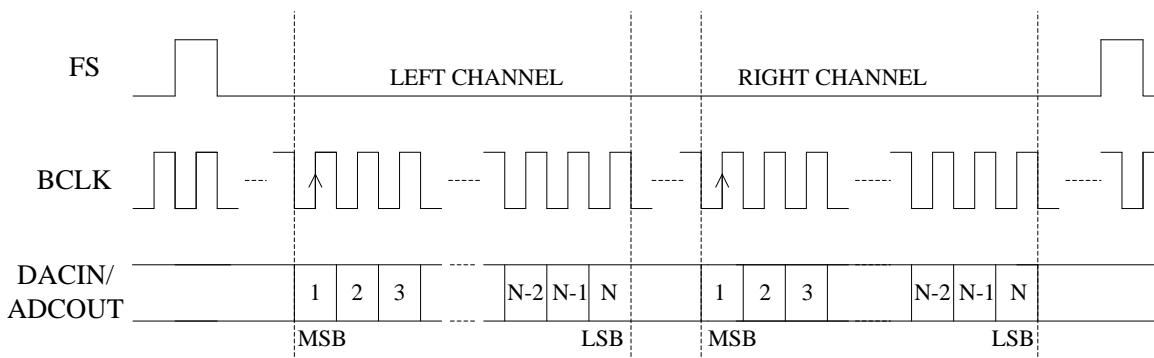 FS
LEFT CHANNEL
RIGHT CHANNEL
BCLK
DACIN/
ADCOUT
1 2 3 N-2 N-1 N 1 2 3 N-2 N-1 N
MSB LSB MSB LSB